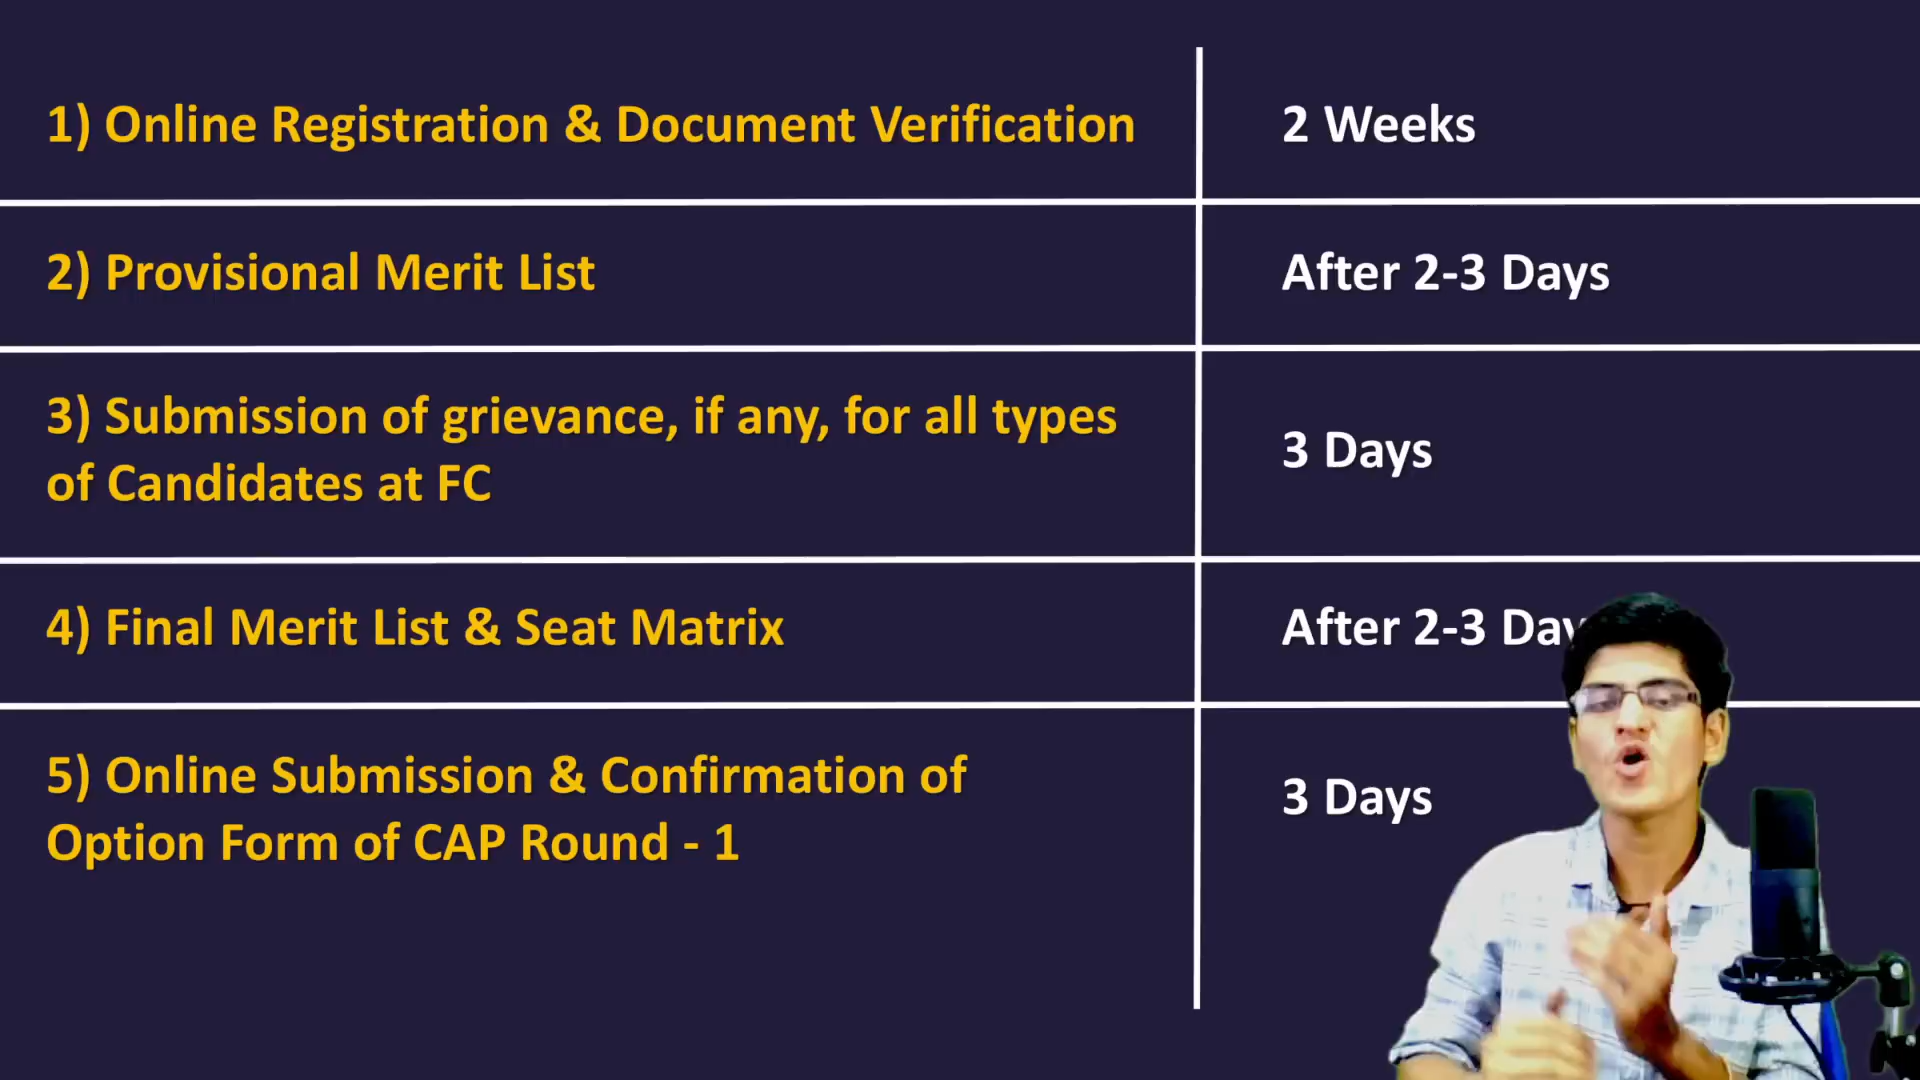 1) Online Registration & Document Verification
2 Weeks
2) Provisional Merit List
After 2-3 Days
3) Submission of grievance, if any, for all types
of Candidates at FC
3 Days
4) Final Merit List & Seat Matrix
After 2-3
5) Online Submission & Confirmation of
Option Form of CAP Round - 1
3 Days